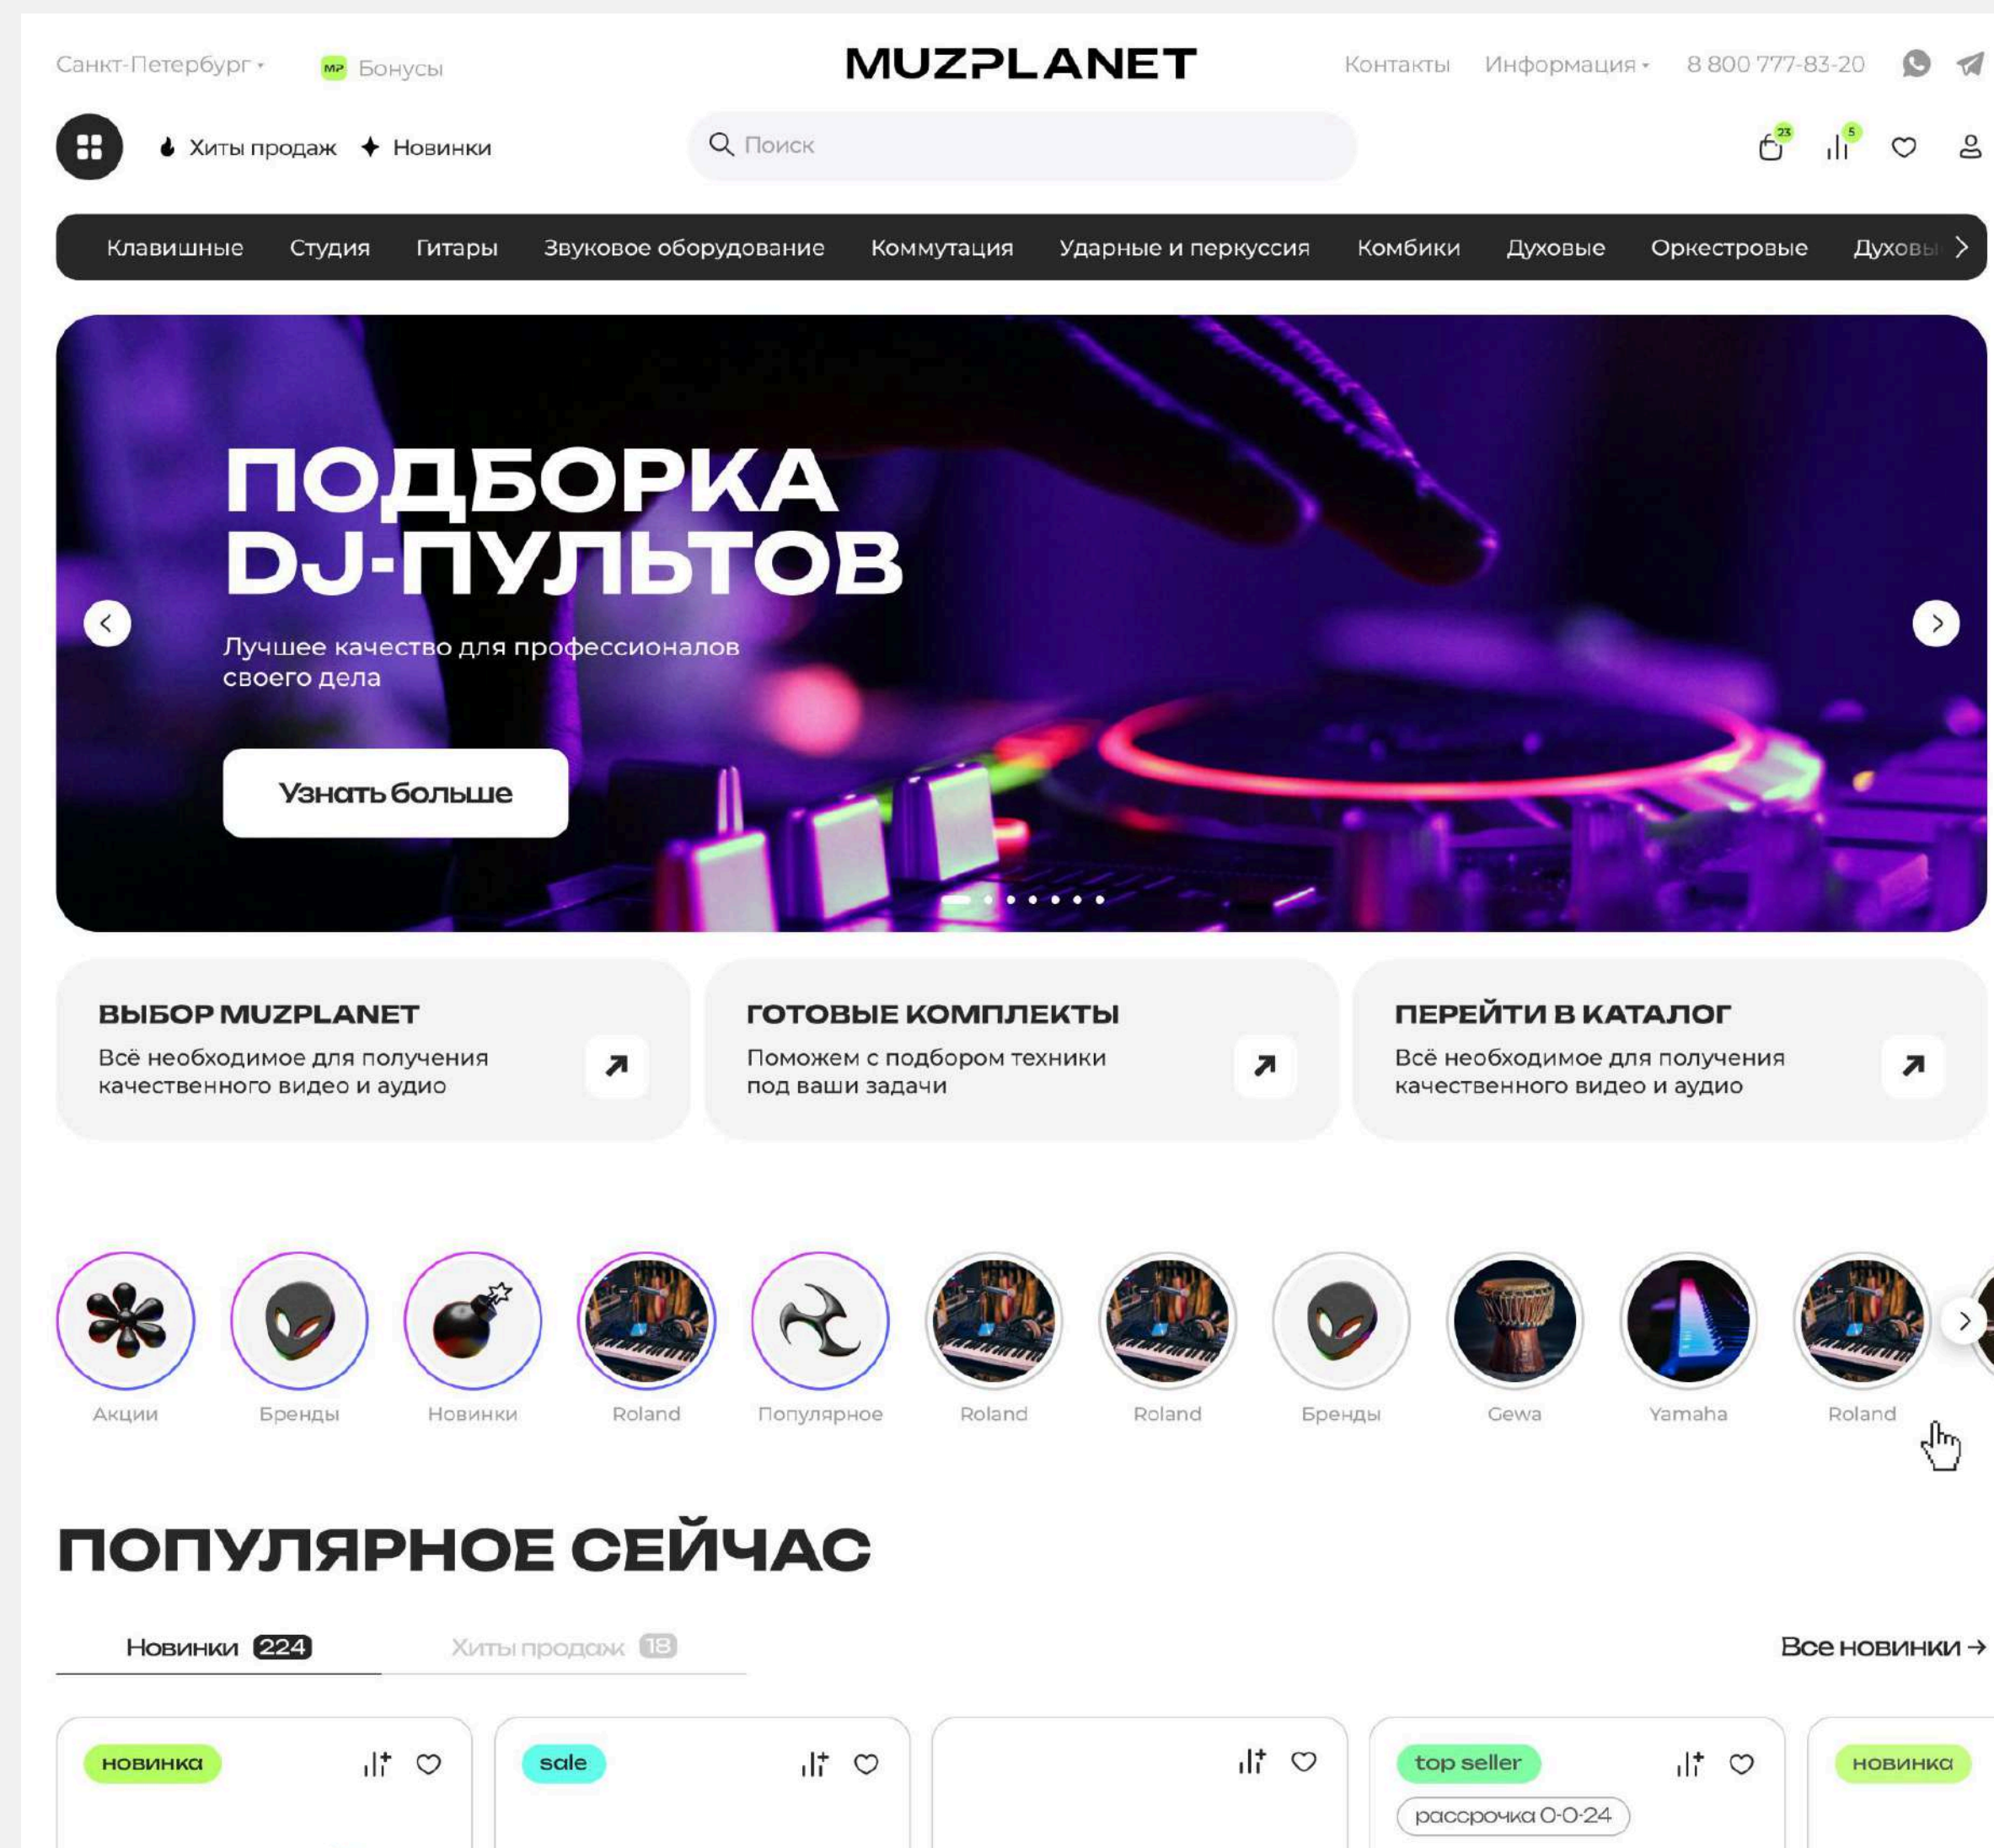 Санкт-Петербург
MP Бонусы
MUZPLANET
Контакты
Информация
8 800 777-83-20
Хиты продаж
Новинки
Поиск
23
5
Клавишные
Студия
Гитары
Звуковое оборудование
Коммутация
Ударные и перкуссия
Комбики
Духовые
Оркестровые
Духовы
ПОДБОРКА
DJ-ПУЛЬТОВ
Лучшее качество для профессионалов
своего дела
Узнать больше
ВЫБОР MUZPLANET
Всё необходимое для получения
качественного видео и аудио
ГОТОВЫЕ КОМПЛЕКТЫ
Поможем с подбором техники
под ваши задачи
ПЕРЕЙТИ В КАТАЛОГ
Всё необходимое для получения
качественного видео и аудио
Акции
Бренды
Новинки
Roland
Популярное
Roland
Roland
Бренды
Gewa
Yamaha
Roland
ПОПУЛЯРНОЕ СЕЙЧАС
Новинки 224
Хиты продаж 18
Все новинки →
новинка
sale
top seller
рассрочка 0-0-24
новинка